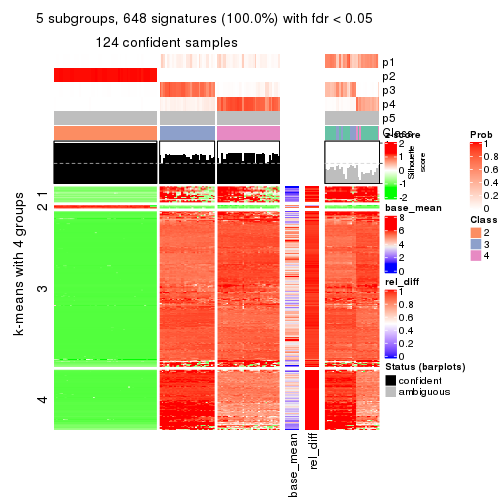 5 subgroups, 648 signatures (100.0%) with fdr < 0.05
124 confident samples
p1
p2
p3
p4
p5
Class
z-score
2
1
0
-1
-2
Silhouette
score
Prob
1
0.8
0.6
0.4
0.2
0
base_mean
8
6
4
2
0
Class
2
3
4
rel_diff
1
0.8
0.6
0.4
0.2
0
Status (barplots)
confident
ambiguous
k-means with 4 groups
1
2
3
4
base_mean
rel_diff